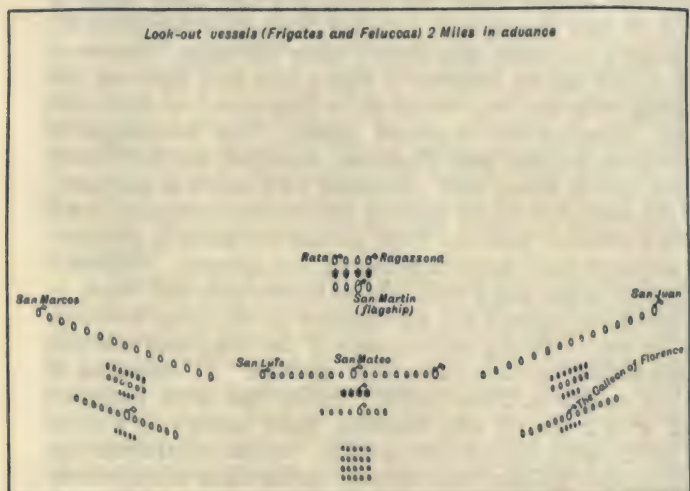 Look-out vessels (Frigates and Feluccas) 2 Miles in advance
Rata
Ragazzona
San Martin
(flagship)
San Marcos
San Juan
San Luis
San Mateo
The Galleon of Florence